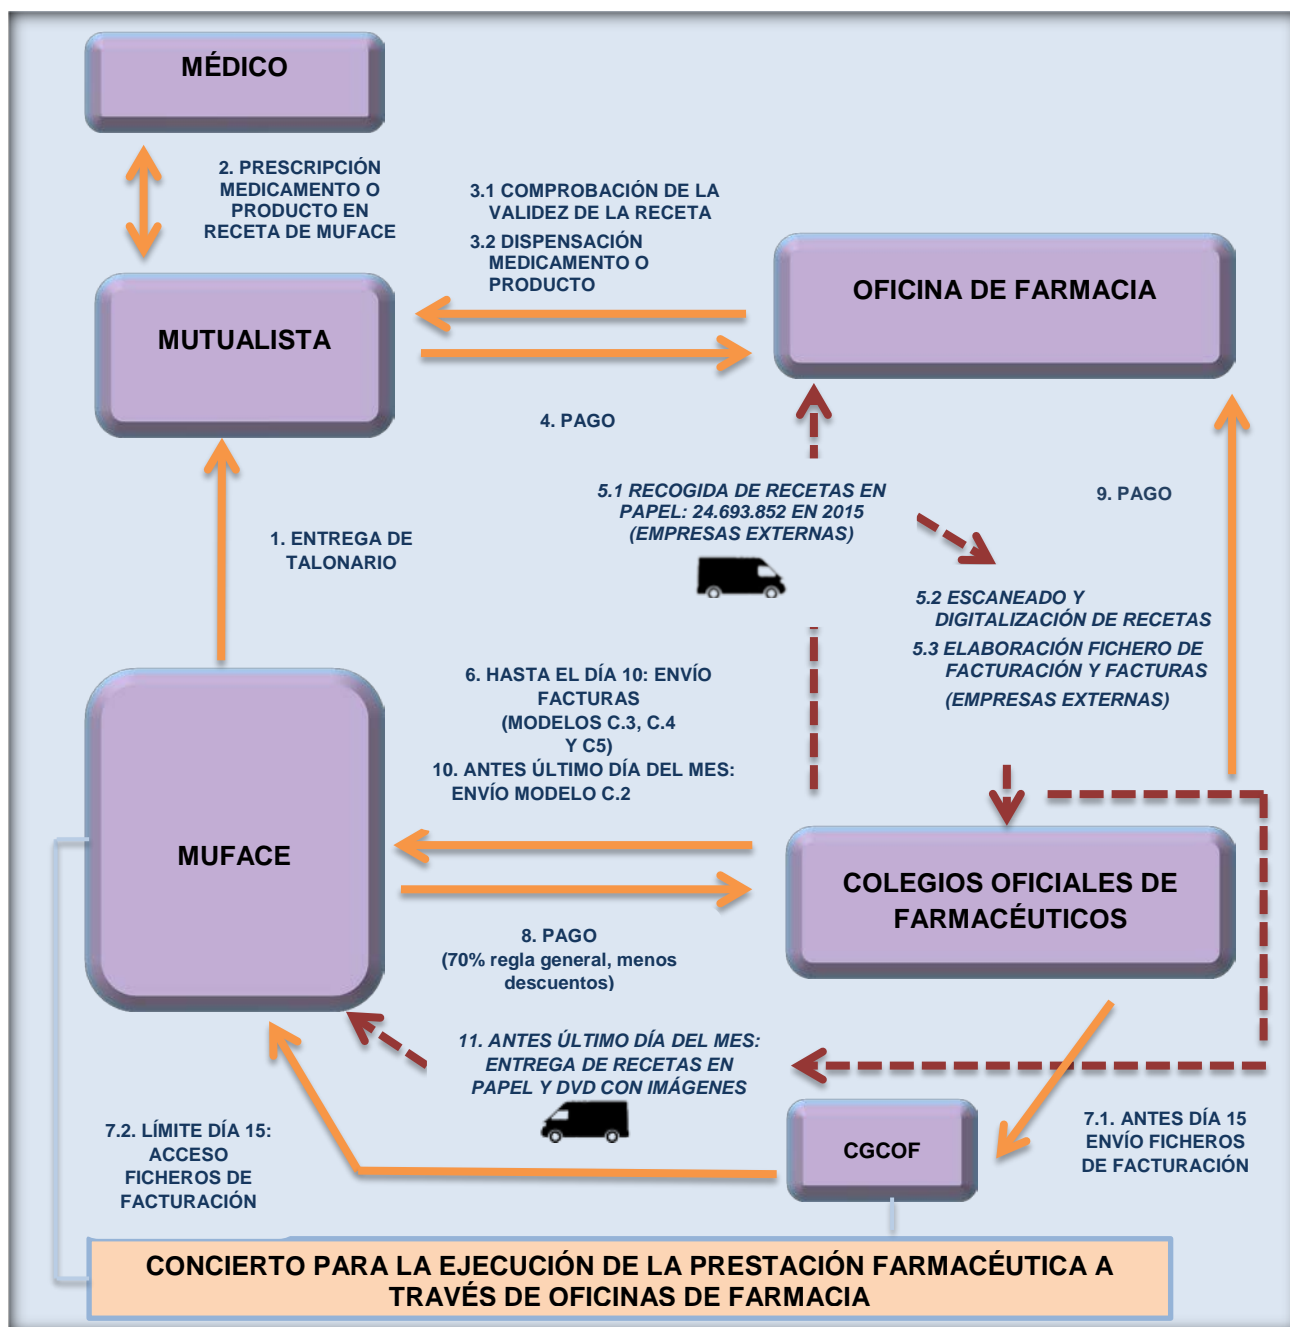 MÉDICO
2. PRESCRIPCIÓN
MEDICAMENTO O
PRODUCTO EN
RECETA DE MUFACE
3.1 COMPROBACIÓN DE LA
VALIDEZ DE LA RECETA
3.2 DISPENSACIÓN
MEDICAMENTO O
PRODUCTO
OFICINA DE FARMACIA
MUTUALISTA
4. PAGO
5.1 RECOGIDA DE RECETAS EN
PAPEL: 24.693.852 EN 2015
(EMPRESAS EXTERNAS)
9. PAGO
1. ENTREGA DE
TALONARIO
5.2 ESCANEADO Y
DIGITALIZACIÓN DE RECETAS
5.3 ELABORACIÓN FICHERO DE
FACTURACIÓN Y FACTURAS
(EMPRESAS EXTERNAS)
6. HASTA EL DÍA 10: ENVÍO
FACTURAS
(MODELOS C.3, C.4
Y C5)
10. ANTES ÚLTIMO DÍA DEL MES:
ENVÍO MODELO C.2
MUFACE
COLEGIOS OFICIALES DE
FARMACÉUTICOS
8. PAGO
(70% regla general, menos
descuentos)
11. ANTES ÚLTIMO DÍA DEL MES:
ENTREGA DE RECETAS EN
PAPEL Y DVD CON IMÁGENES
7.2. LÍMITE DÍA 15:
ACCESO
FICHEROS DE
FACTURACIÓN
CGCOF
7.1. ANTES DÍA 15
ENVÍO FICHEROS
DE FACTURACIÓN
CONCIERTO PARA LA EJECUCIÓN DE LA PRESTACIÓN FARMACÉUTICA A
TRAVÉS DE OFICINAS DE FARMACIA